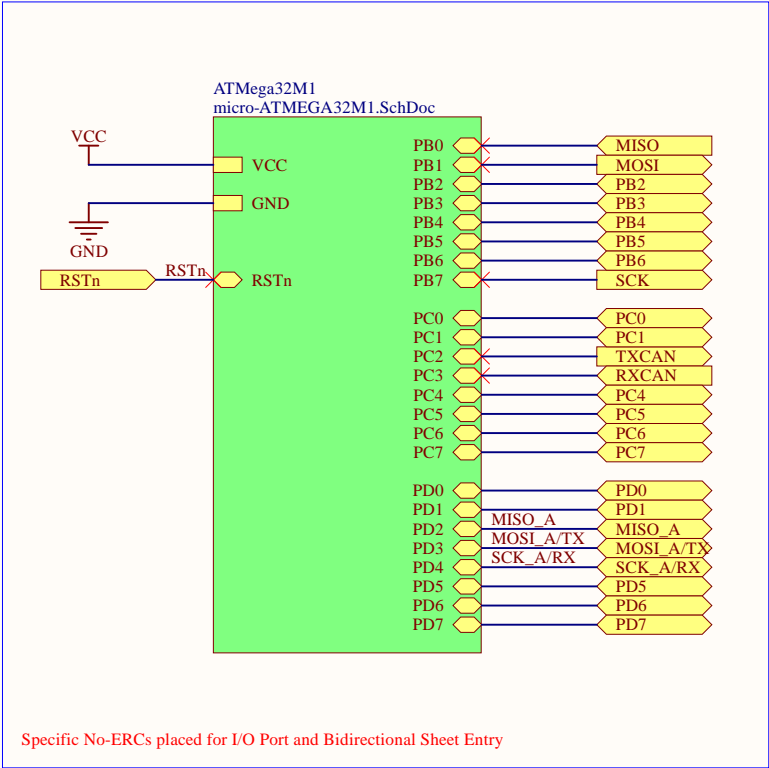 ATMega32M1
micro-ATMEGA32M1.SchDoc
VCC
VCC
GND
GND
RSTn
RSTn
RSTn
PB0 MISO
PB1 MOSI
PB2 PB2
PB3 PB3
PB4 PB4
PB5 PB5
PB6 PB6
PB7 SCK
PC0 PC0
PC1 PC1
PC2 TXCAN
PC3 RXCAN
PC4 PC4
PC5 PC5
PC6 PC6
PC7 PC7
PD0 PD0
PD1 PD1
PD2 MISO_A MISO_A
PD3 MOSI_A/TX MOSI_A/TX
PD4 SCK_A/RX SCK_A/RX
PD5 PD5
PD6 PD6
PD7 PD7
Specific No-ERCs placed for I/O Port and Bidirectional Sheet Entry